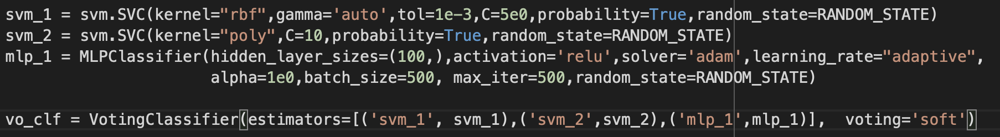 svm_1 = svm.SVC(kernel="rbf",gamma='auto',tol=1e-3,C=5e0,probability=True,random_state=RANDOM_STATE)
svm_2 = svm.SVC(kernel="poly",C=10,probability=True,random_state=RANDOM_STATE)
mlp_1 = MLPClassifier(hidden_layer_sizes=(100,),activation='relu',solver='adam',learning_rate="adaptive",
                      alpha=1e0,batch_size=500, max_iter=500,random_state=RANDOM_STATE)
vo_clf = VotingClassifier(estimators=[('svm_1', svm_1),('svm_2',svm_2),('mlp_1',mlp_1)],  voting='soft')